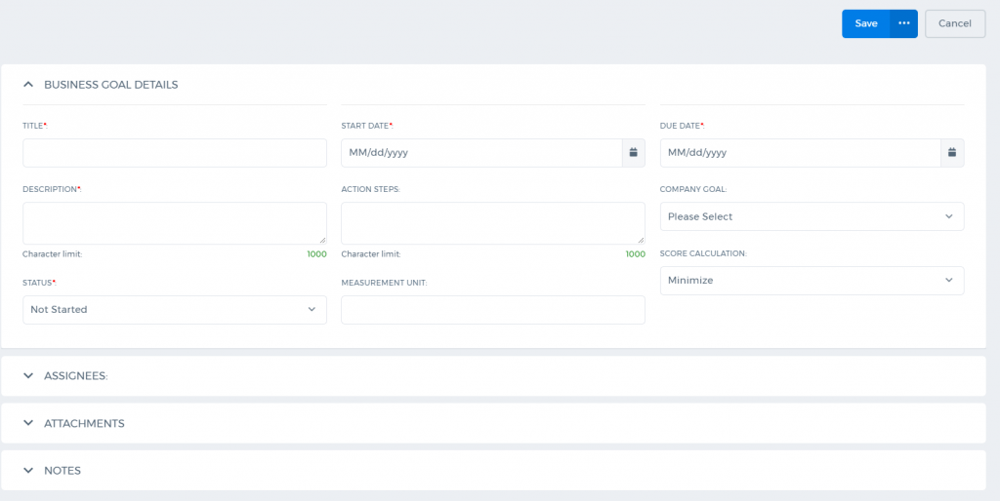 Save ··· Cancel
BUSINESS GOAL DETAILS
TITLE*: START DATE*: DUE DATE*:
MM/dd/yyyy MM/dd/yyyy
DESCRIPTION*: ACTION STEPS: COMPANY GOAL:
Please Select
Character limit: 1000 Character limit: 1000
SCORE CALCULATION:
STATUS*: MEASUREMENT UNIT:
Minimize
Not Started
ASSIGNEES:
ATTACHMENTS
NOTES